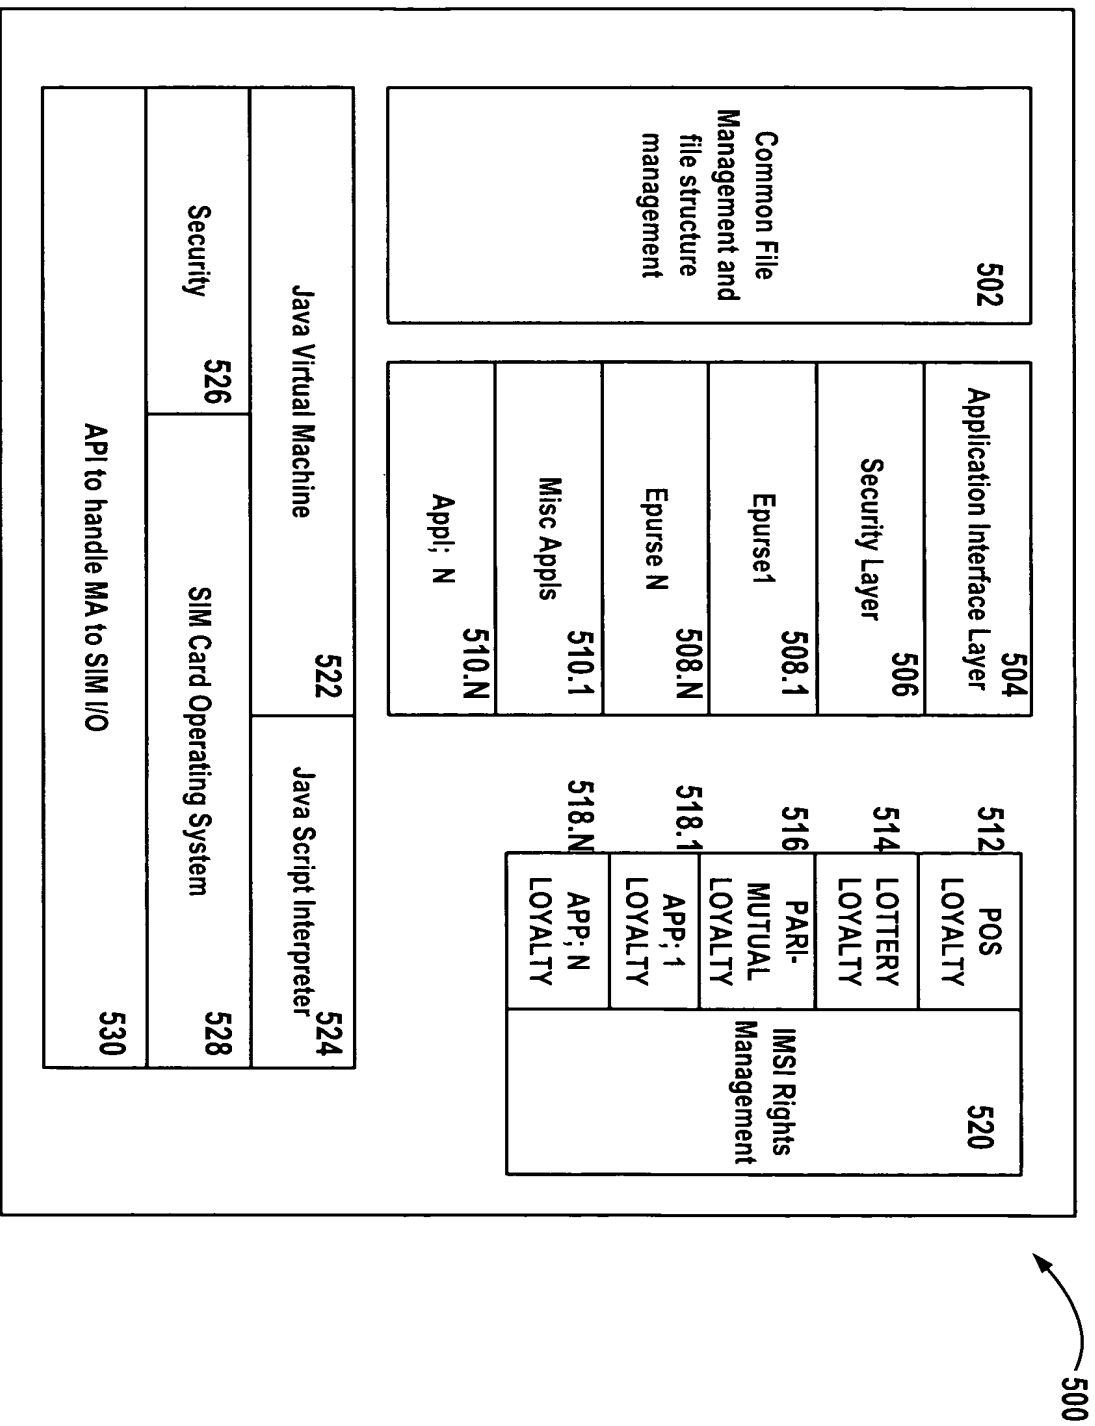 500
502
Common File
Management and
file structure
management
504
Application Interface Layer
Security Layer
506
Epurse1
508.1
Epurse N
508.N
Misc Appls
510.1
Appl; N
510.N
512
POS
LOYALTY
514
LOTTERY
LOYALTY
516
PARI-
MUTUAL
LOYALTY
518.1
APP; 1
LOYALTY
518.N
APP; N
LOYALTY
520
IMSI Rights
Management
Java Virtual Machine
522
Java Script Interpreter
524
Security
526
SIM Card Operating System
528
API to handle MA to SIM I/O
530